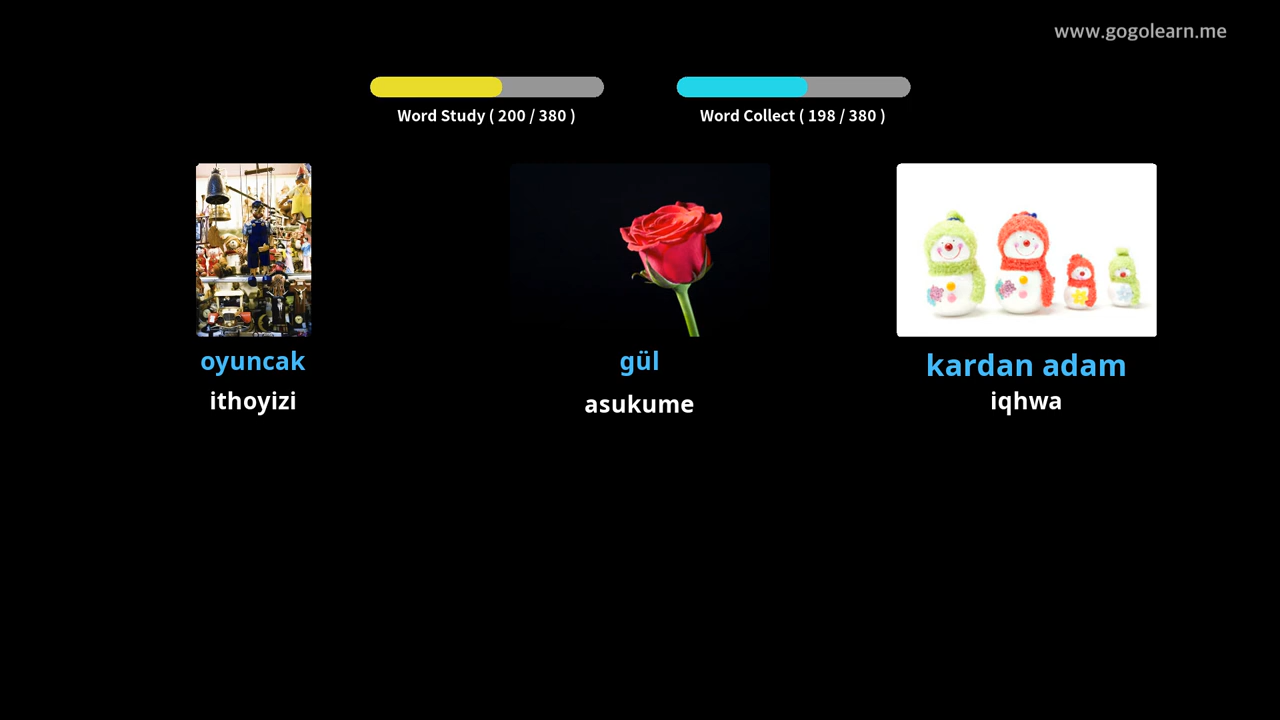 www.gogolearn.me
Word Study ( 200 / 380 )
Word Collect ( 198 / 380 )
oyuncak
ithoyizi
gül
asukume
kardan adam
iqhwa